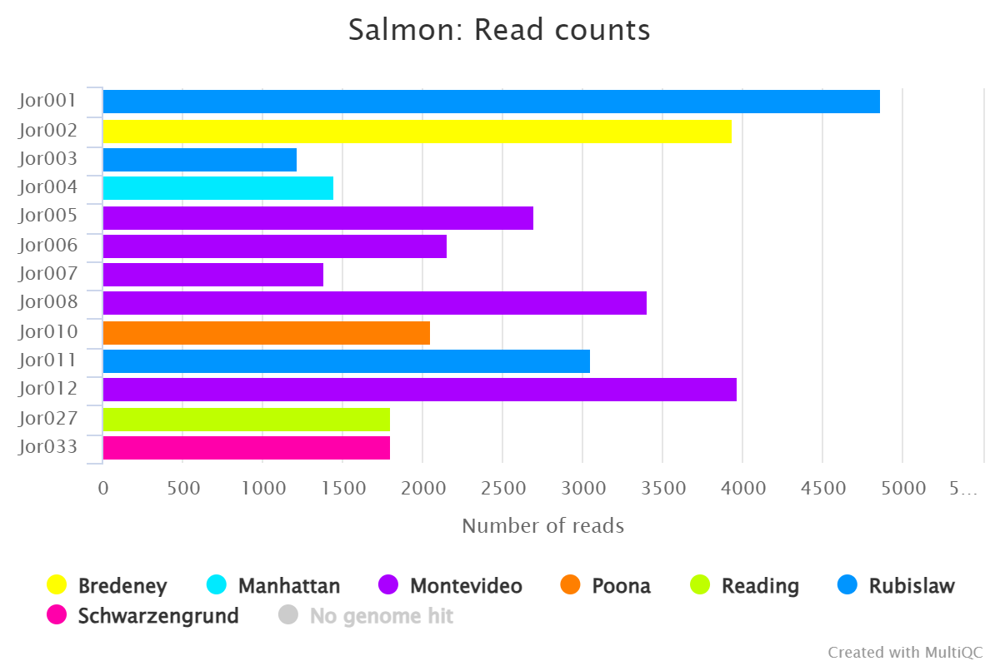 Salmon: Read counts
Jor001
Jor002
Jor003
Jor004
Jor005
Jor006
Jor007
Jor008
Jor010
Jor011
Jor012
Jor027
Jor033
0 500 1000 1500 2000 2500 3000 3500 4000 4500 5000 5…
Number of reads
Bredeney Manhattan Montevideo Poona Reading Rubislaw
Schwarzengrund No genome hit
Created with MultiQC